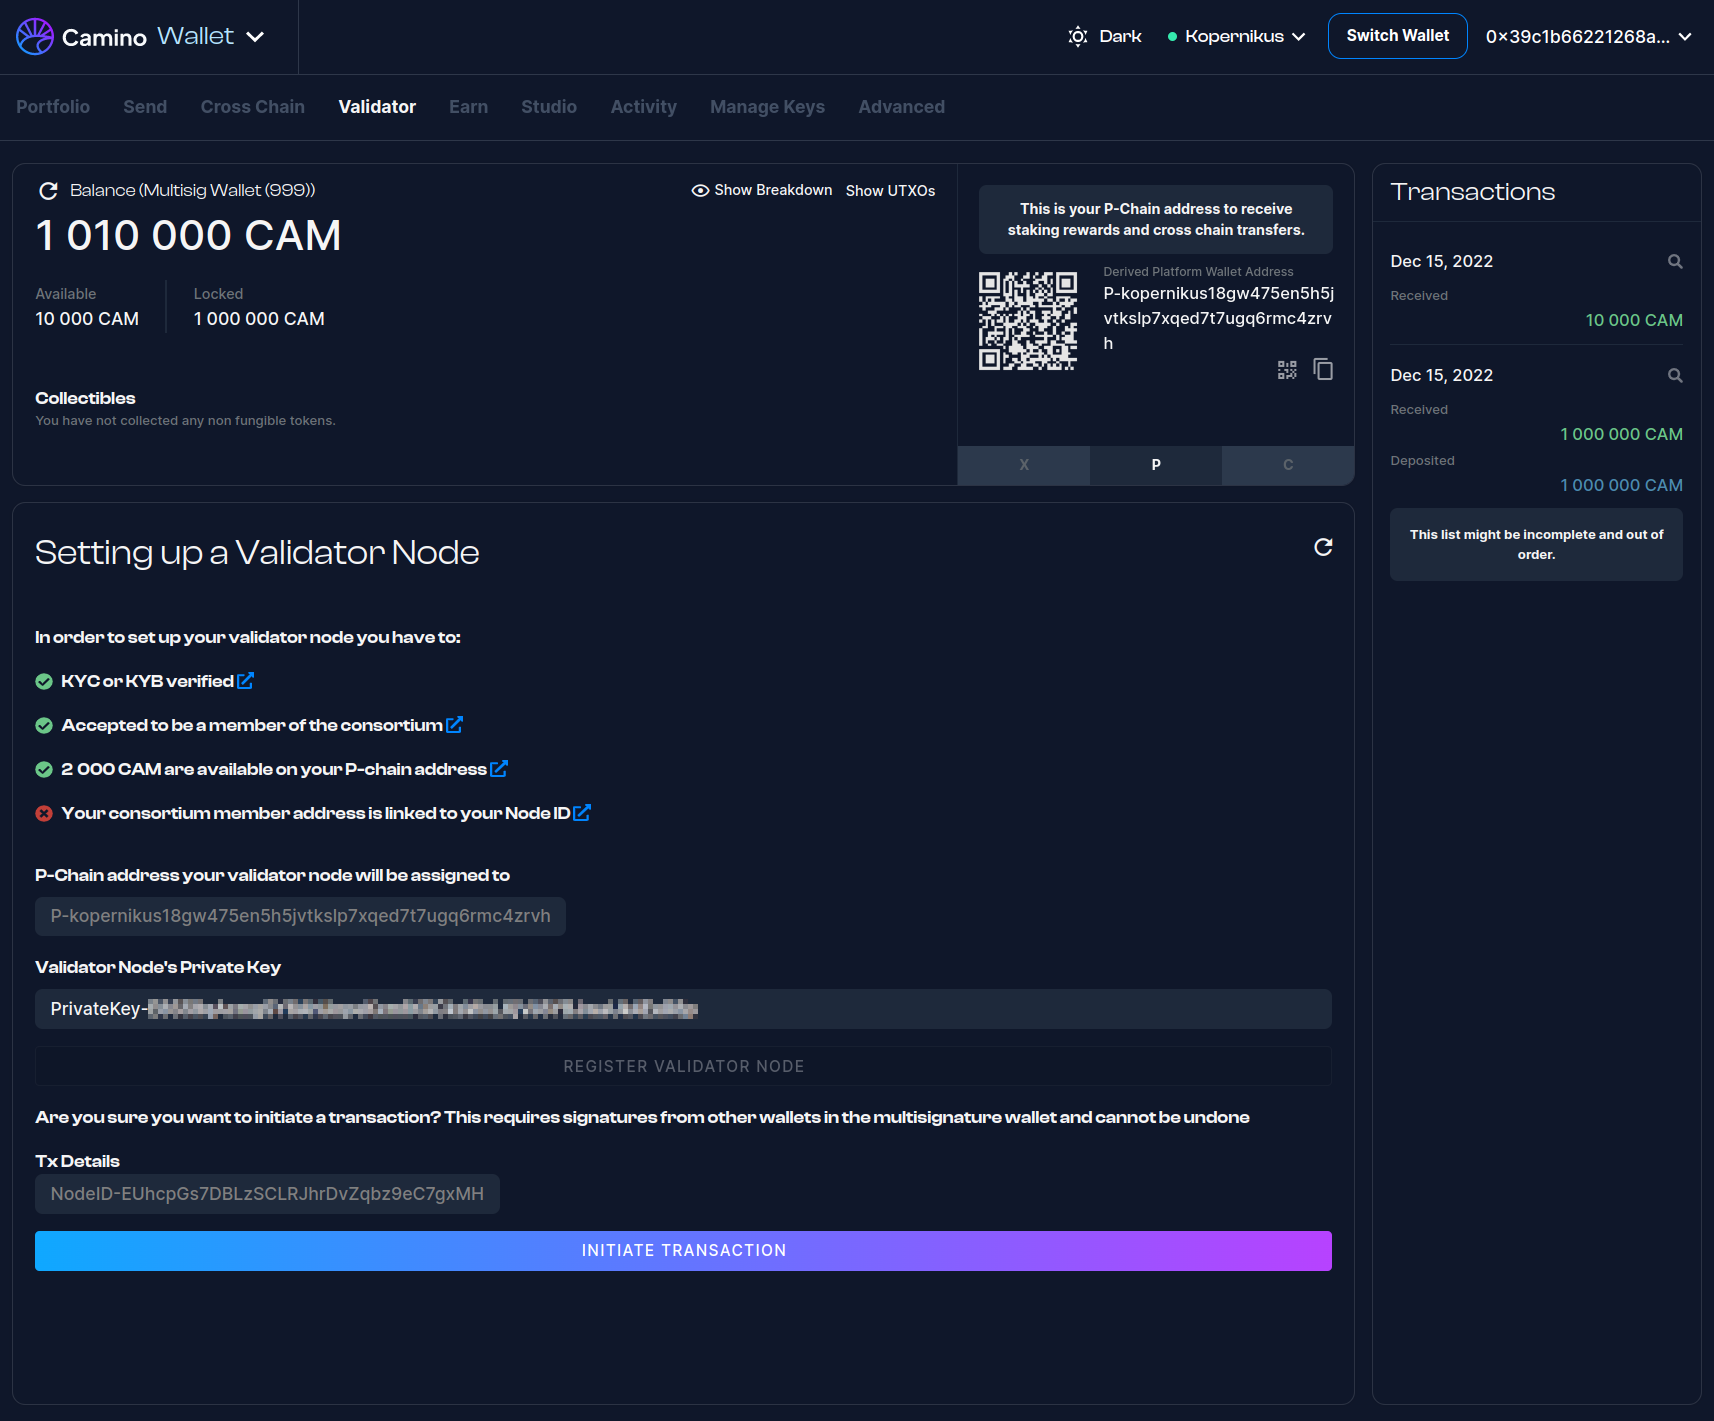 Camino Wallet
Dark
Kopernikus
Switch Wallet
0×39c1b66221268a...
Portfolio Send Cross Chain Validator Earn Studio Activity Manage Keys Advanced
Balance (Multisig Wallet (999))
Show Breakdown Show UTXOs
1 010 000 CAM
Available
10 000 CAM
Locked
1 000 000 CAM
Collectibles
You have not collected any non fungible tokens.
This is your P-Chain address to receive
staking rewards and cross chain transfers.
Derived Platform Wallet Address
P-kopernikus18gw475en5h5j
vtkslp7xqed7t7ugq6rmc4zrv
h
X P C
Transactions
Dec 15, 2022
Received
10 000 CAM
Dec 15, 2022
Received
1 000 000 CAM
Deposited
1 000 000 CAM
This list might be incomplete and out of
order.
Setting up a Validator Node
In order to set up your validator node you have to:
KYC or KYB verified
Accepted to be a member of the consortium
2 000 CAM are available on your P-chain address
Your consortium member address is linked to your Node ID
P-Chain address your validator node will be assigned to
P-kopernikus18gw475en5h5jvtkslp7xqed7t7ugq6rmc4zrvh
Validator Node's Private Key
PrivateKey-
REGISTER VALIDATOR NODE
Are you sure you want to initiate a transaction? This requires signatures from other wallets in the multisignature wallet and cannot be undone
Tx Details
NodeID-EUhcpGs7DBLzSCLRJhrDvZqbz9eC7gxMH
INITIATE TRANSACTION